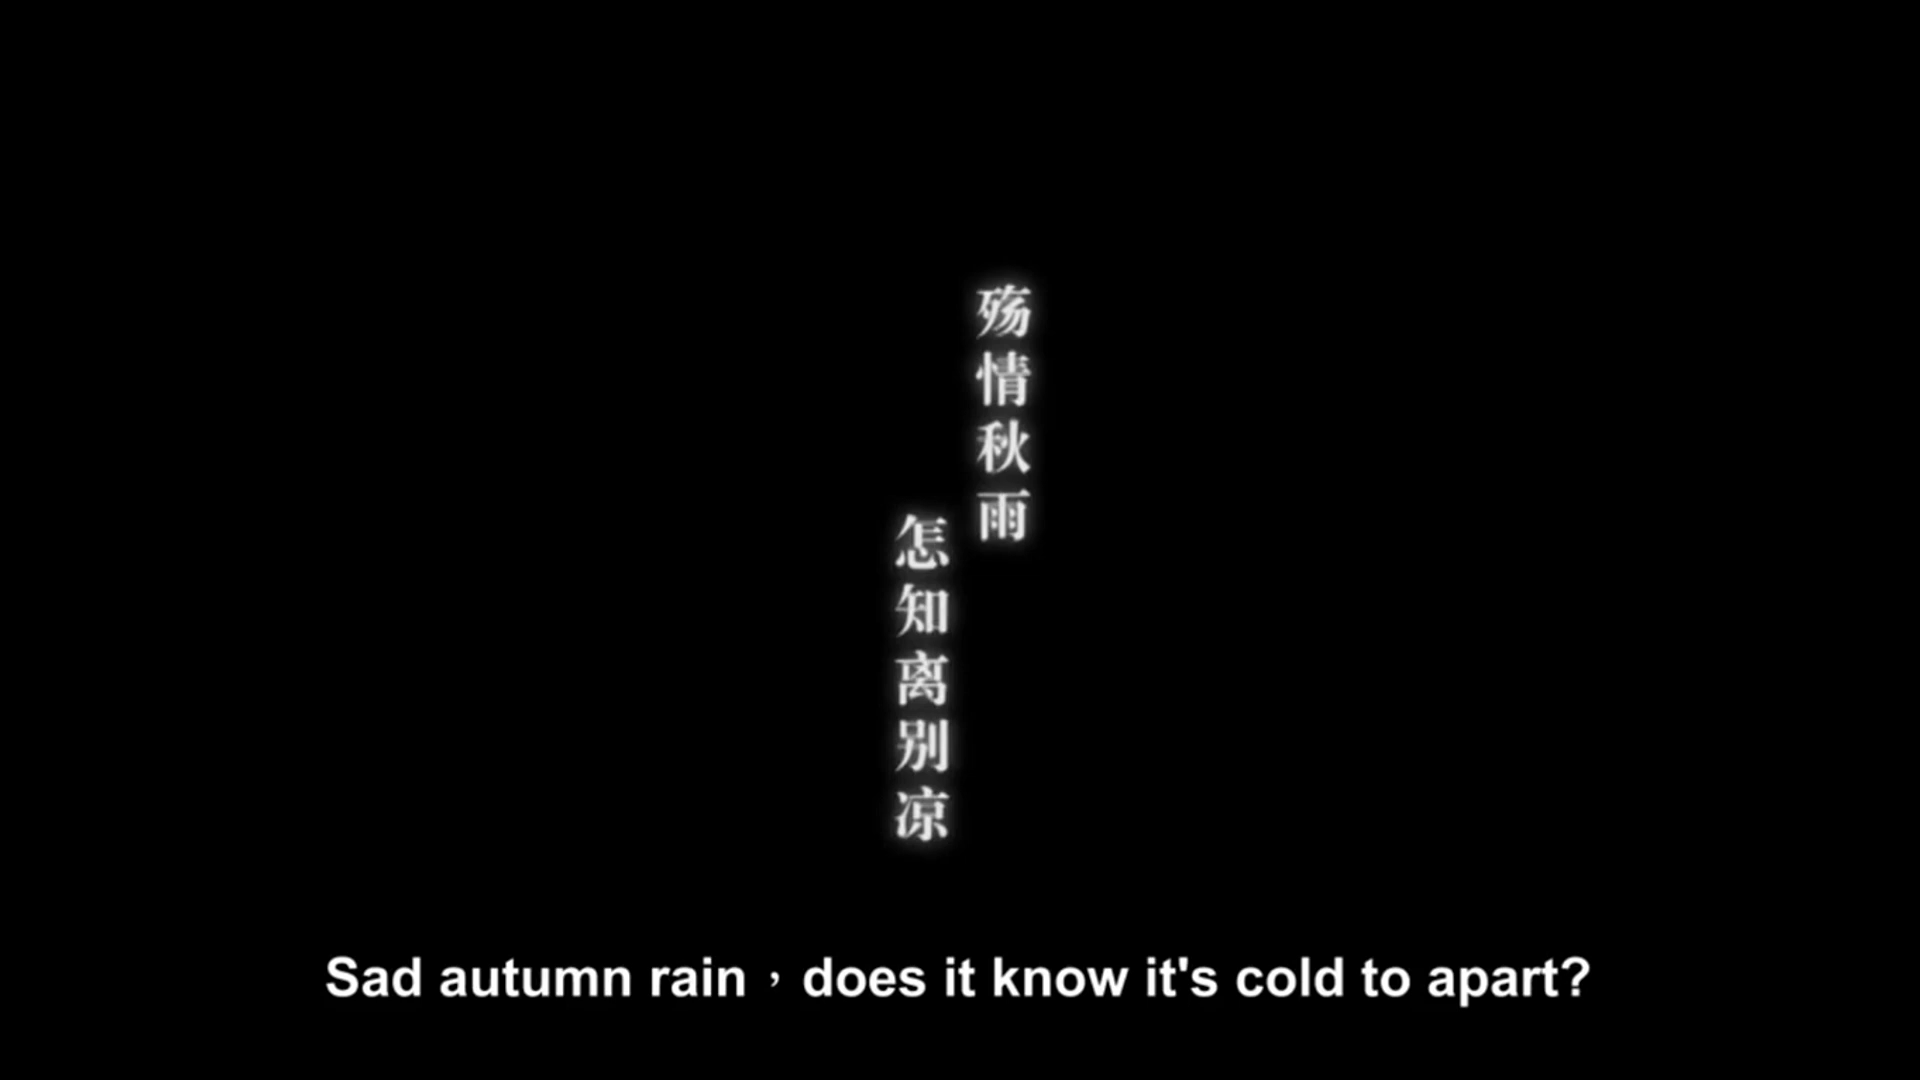 殇情秋雨
怎知离别凉
Sad autumn rain，does it know it's cold to apart?